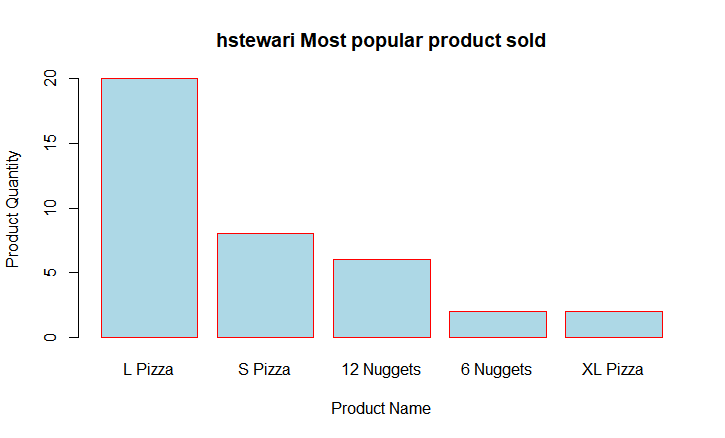 hstewari Most popular product sold
Product Quantity
20
15
10
5
0
L Pizza
S Pizza
12 Nuggets
6 Nuggets
XL Pizza
Product Name